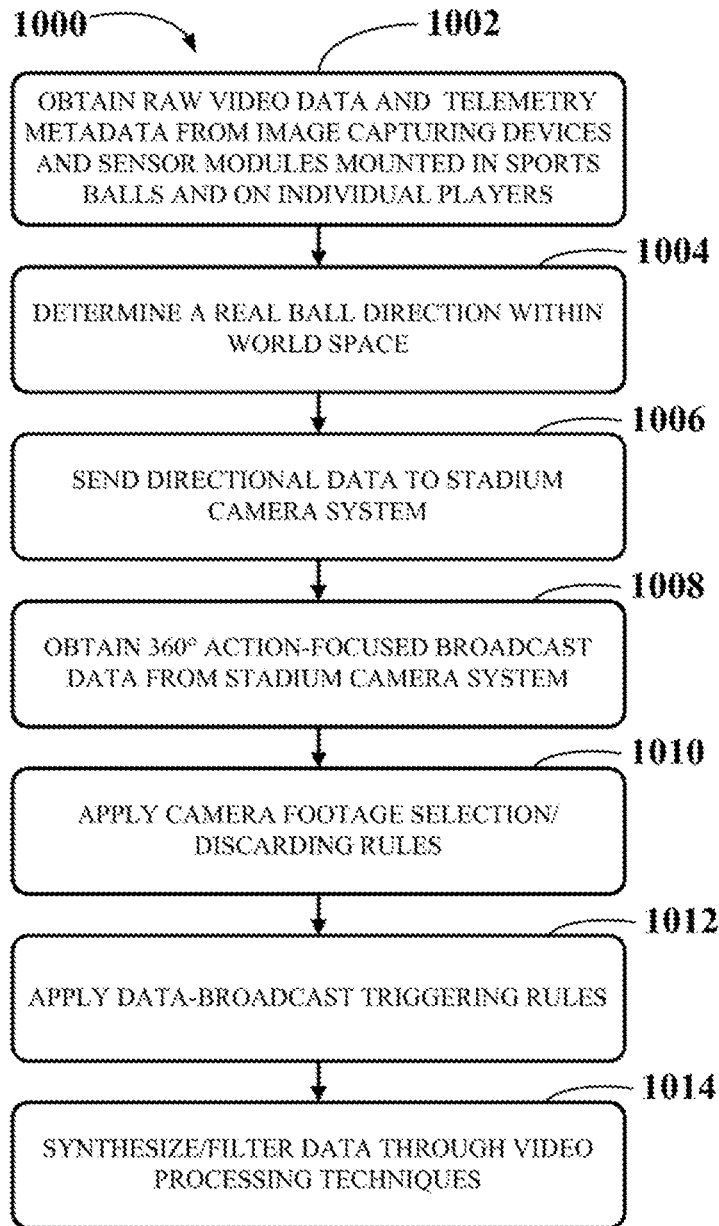 1000
1002
OBTAIN RAW VIDEO DATA AND TELEMETRY
METADATA FROM IMAGE CAPTURING DEVICES
AND SENSOR MODULES MOUNTED IN SPORTS
BALLS AND ON INDIVIDUAL PLAYERS
1004
DETERMINE A REAL BALL DIRECTION WITHIN
WORLD SPACE
1006
SEND DIRECTIONAL DATA TO STADIUM
CAMERA SYSTEM
1008
OBTAIN 360° ACTION-FOCUSED BROADCAST
DATA FROM STADIUM CAMERA SYSTEM
1010
APPLY CAMERA FOOTAGE SELECTION/
DISCARDING RULES
1012
APPLY DATA-BROADCAST TRIGGERING RULES
1014
SYNTHESIZE/FILTER DATA THROUGH VIDEO
PROCESSING TECHNIQUES